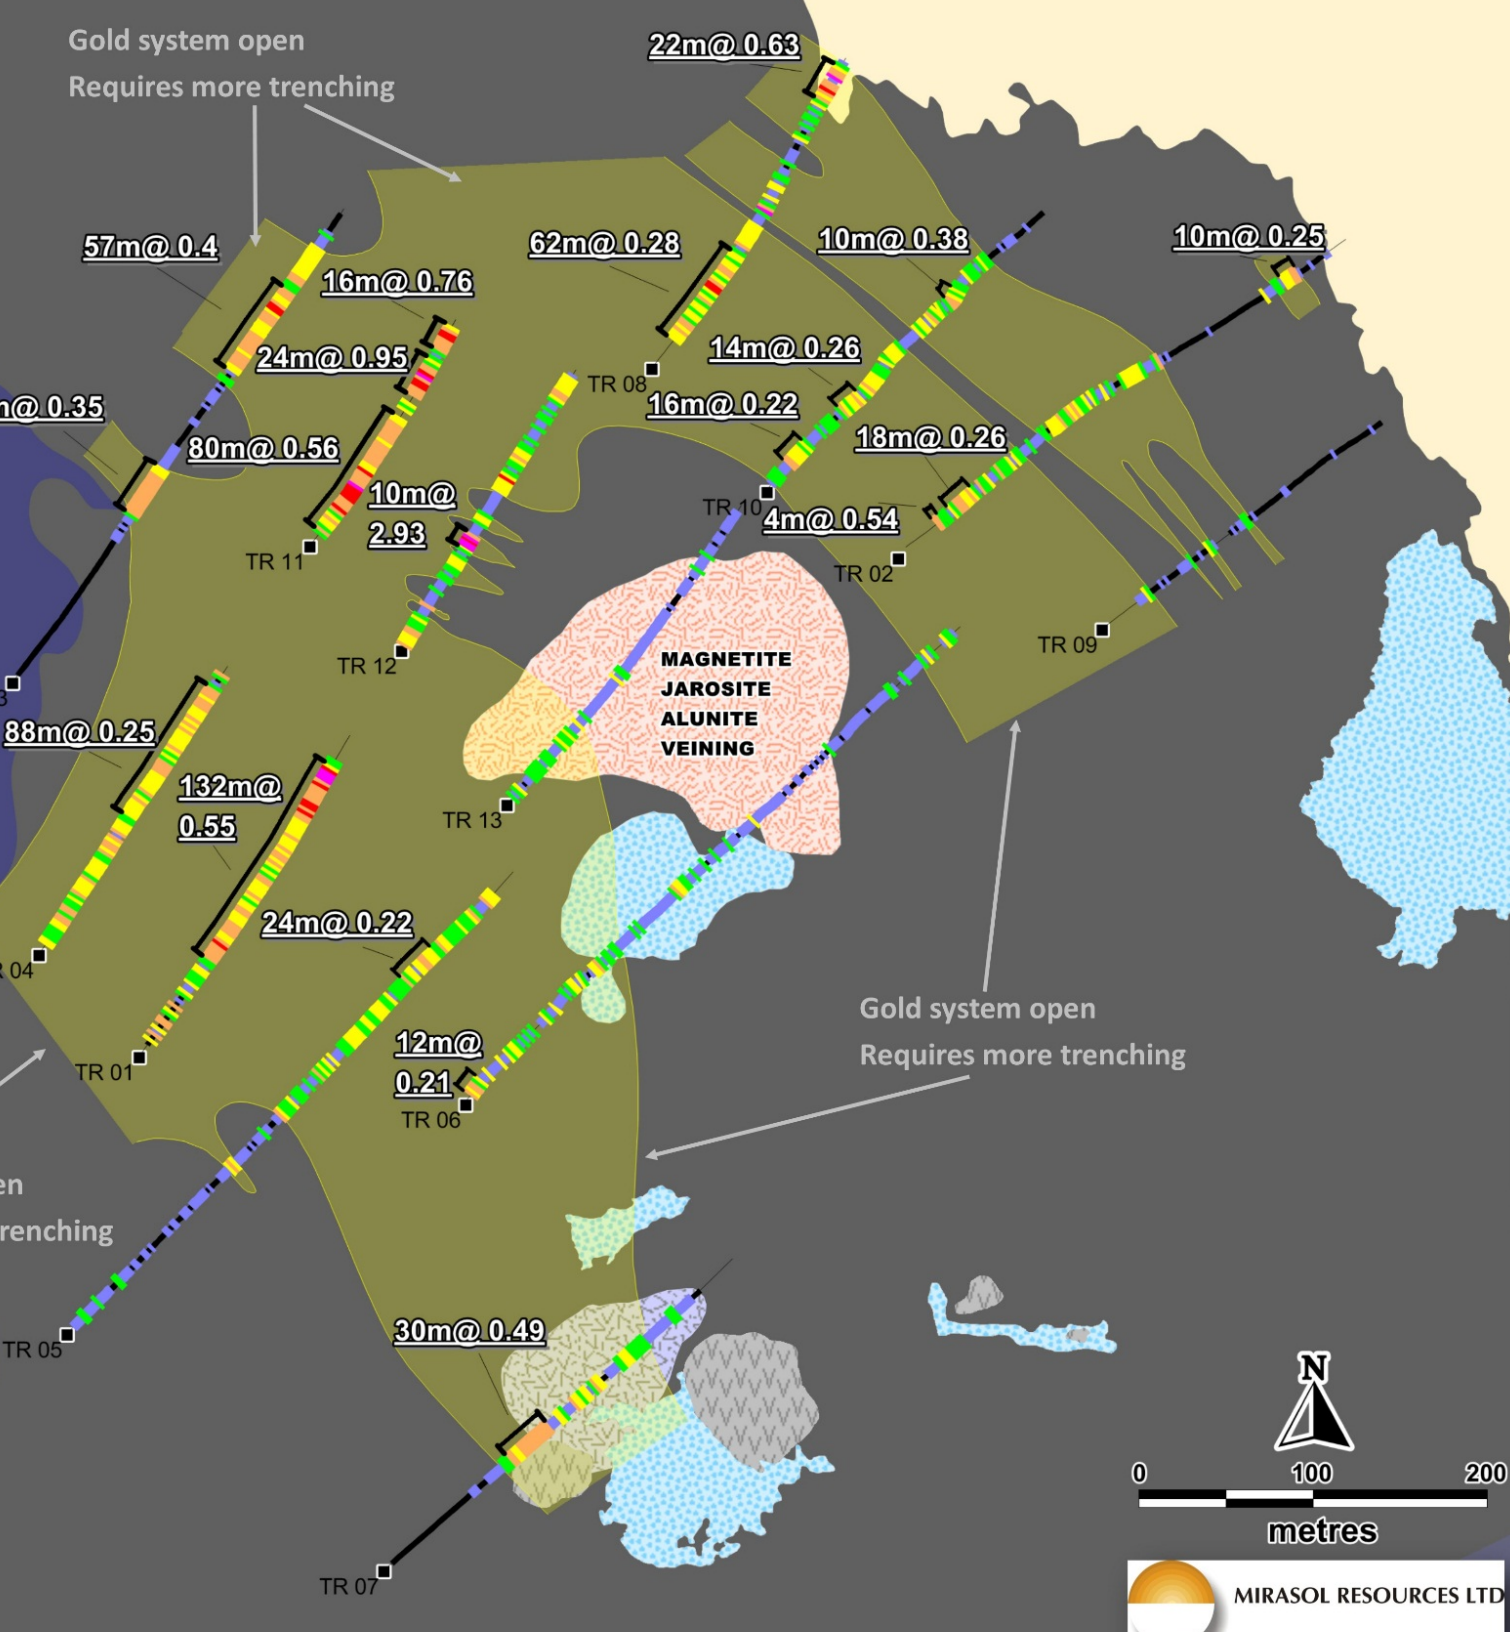 Gold system open
Requires more trenching
22m@ 0.63
57m@ 0.4
62m@ 0.28
10m@ 0.38
10m@ 0.25
16m@ 0.76
24m@ 0.95
14m@ 0.26
TR 08
m@ 0.35
16m@ 0.22
80m@ 0.56
18m@ 0.26
10m@
2.93
TR 10
4m@ 0.54
TR 11
TR 02
TR 09
TR 12
MAGNETITE
JAROSITE
ALUNITE
VEINING
3
88m@ 0.25
132m@
0.55
TR 13
24m@ 0.22
R 04
Gold system open
Requires more trenching
12m@
0.21
TR 01
TR 06
en
renching
30m@ 0.49
TR 05
N
0 100 200
metres
TR 07
MIRASOL RESOURCES LTD